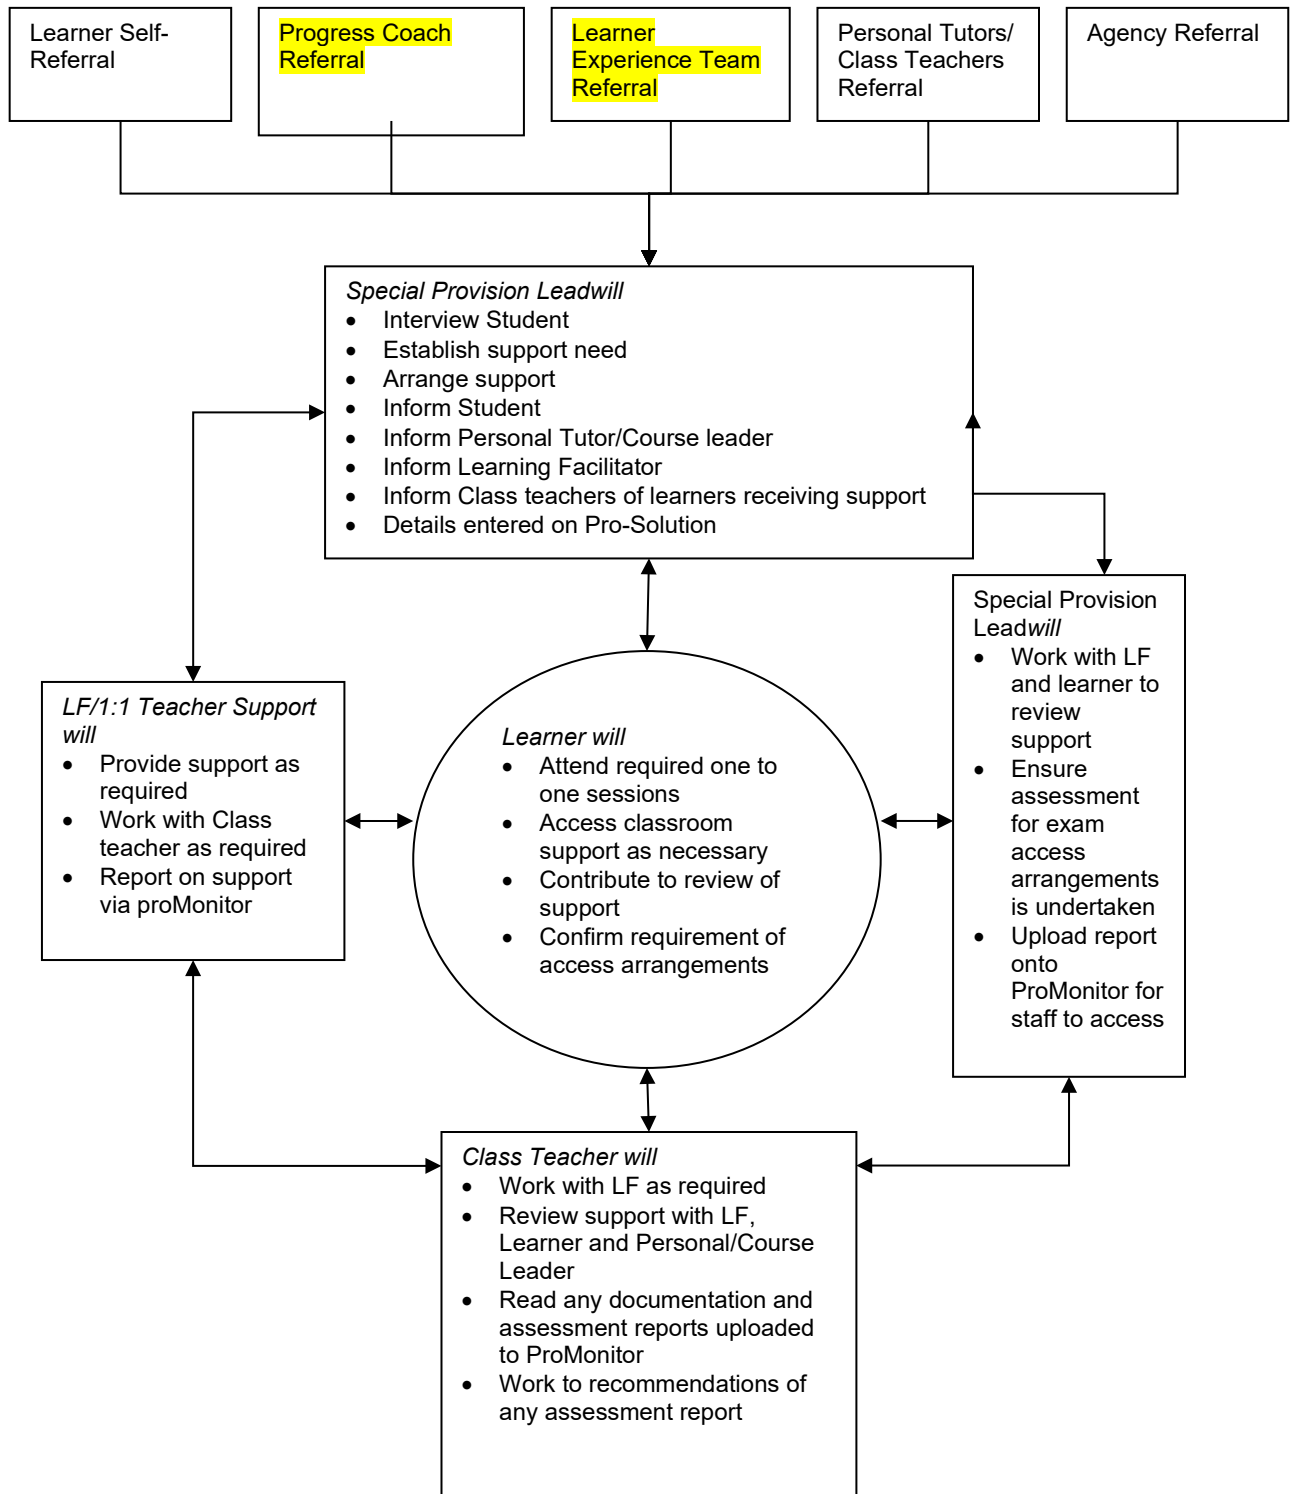 Learner Self-
Referral
Progress Coach
Referral
Learner
Experience Team
Referral
Personal Tutors/
Class Teachers
Referral
Agency Referral
Special Provision Leadwill
• Interview Student
• Establish support need
• Arrange support
• Inform Student
• Inform Personal Tutor/Course leader
• Inform Learning Facilitator
• Inform Class teachers of learners receiving support
• Details entered on Pro-Solution
LF/1:1 Teacher Support
will
• Provide support as
required
• Work with Class
teacher as required
• Report on support
via proMonitor
Learner will
• Attend required one to
one sessions
• Access classroom
support as necessary
• Contribute to review of
support
• Confirm requirement of
access arrangements
Special Provision
Leadwill
• Work with LF
and learner to
review
support
• Ensure
assessment
for exam
access
arrangements
is undertaken
• Upload report
onto
ProMonitor for
staff to access
Class Teacher will
• Work with LF as required
• Review support with LF,
Learner and Personal/Course
Leader
• Read any documentation and
assessment reports uploaded
to ProMonitor
• Work to recommendations of
any assessment report